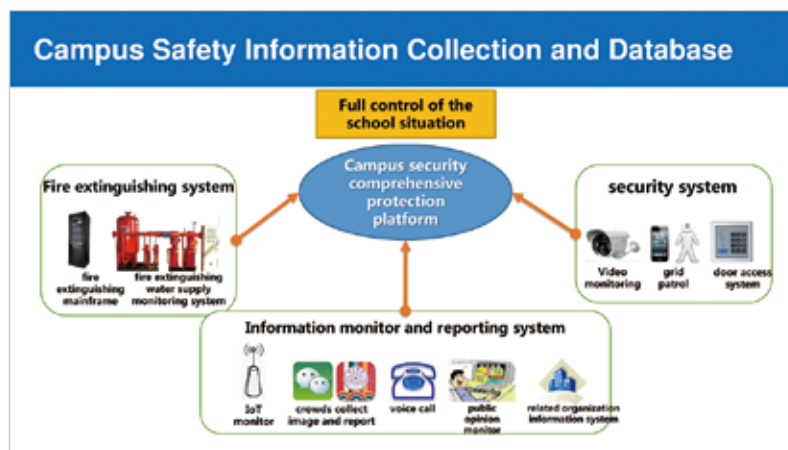 Campus Safety Information Collection and Database
Full control of the
school situation
Campus security
comprehensive
protection
platform
Fire extinguishing system
fire
extinguishing
mainframe
fire extinguishing
water supply
monitoring system
security system
Video
monitoring
grid
patrol
door access
system
Information monitor and reporting system
IoT
monitor
crowds collect
image and report
voice call
public
opinion
monitor
related organization
information system